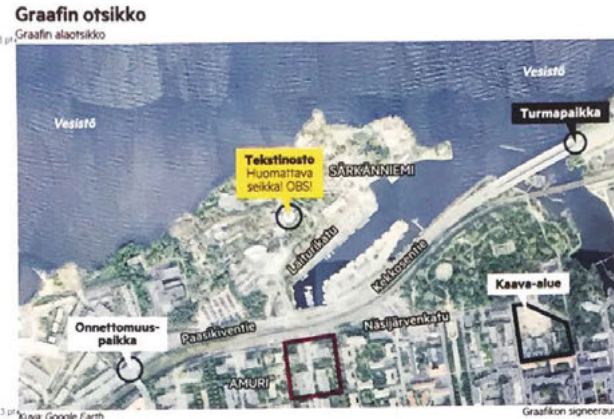 Graafin otsikko
Graafin alaotsikko
Vesistö
Vesistö
Turmapaikka
Tekstinosto
Huomattava
seikka! OBS!
SÄRKÄNNIEMI
Laiturikatu
Kekkosentie
Kaava-alue
Onnettomuus-
paikka
Paasikiventie
Näsijärvenkatu
AMURI
Kuva: Google Earth
Graafikon signeeraus